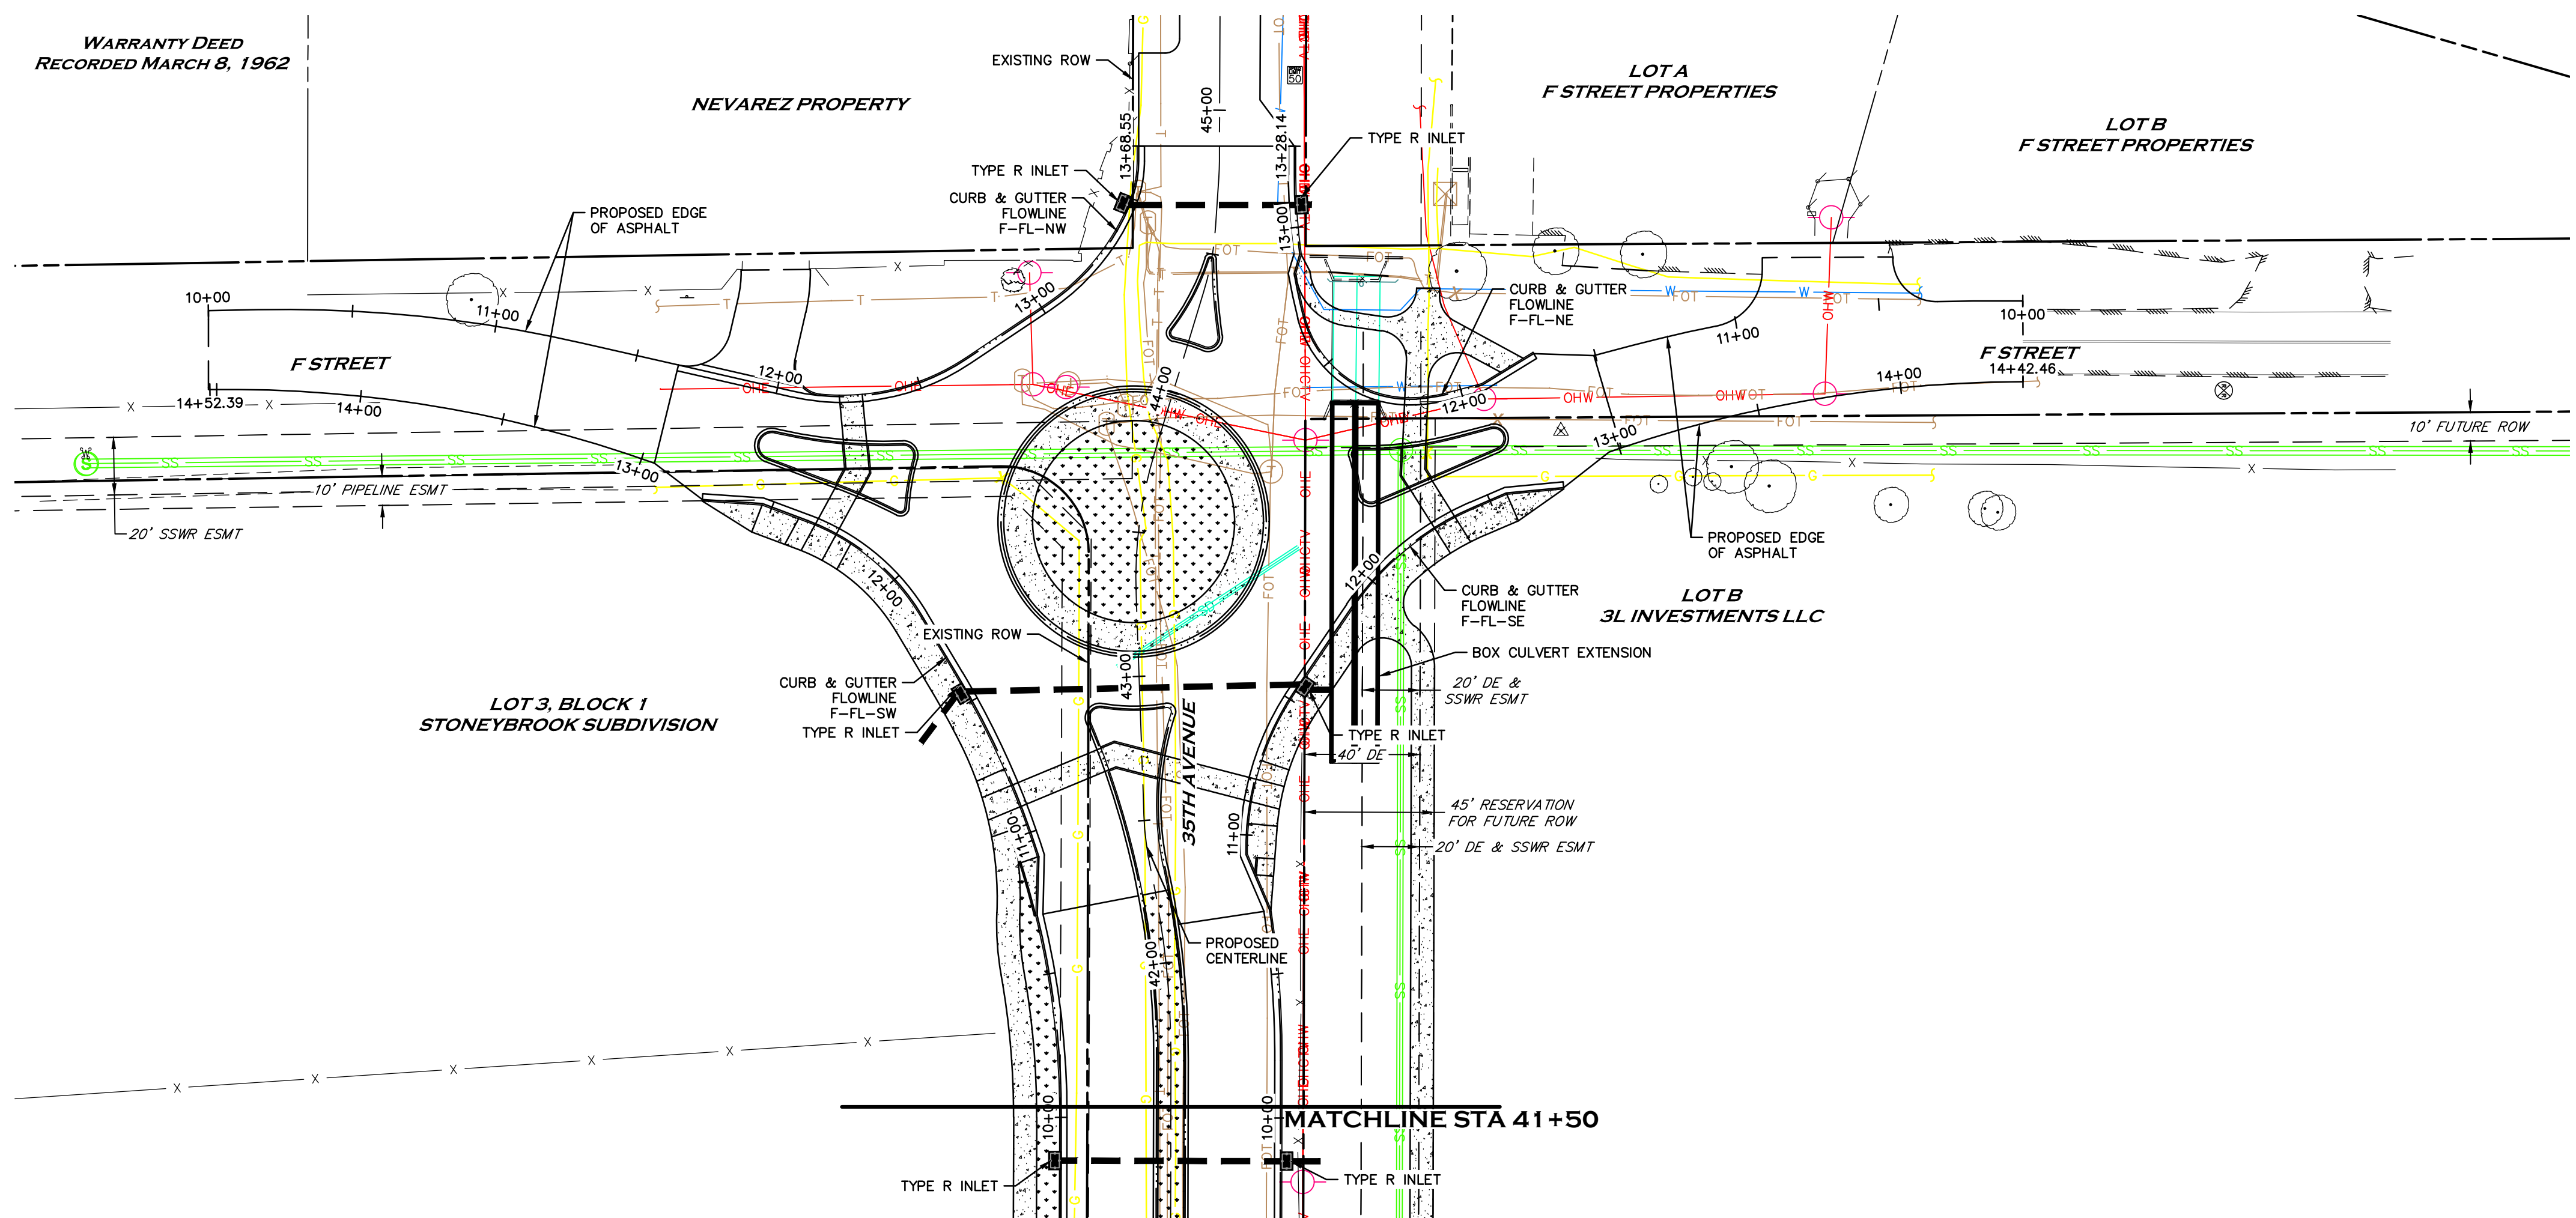 WARRANTY DEED
RECORDED MARCH 8, 1962
NEVAREZ PROPERTY
EXISTING ROW
LOT A
F STREET PROPERTIES
LOT B
F STREET PROPERTIES
45+00
13+68.55
13+28.14
50
TYPE R INLET
TYPE R INLET
CURB & GUTTER
FLOWLINE
F-FL-NW
PROPOSED EDGE
OF ASPHALT
13+00
13+00
10+00
11+00
CURB & GUTTER
FLOWLINE
F-FL-NE
11+00
10+00
F STREET
12+00
14+52.39
14+00
13+00
44+00
12+00
13+00
14+00
F STREET
14+42.46
10' FUTURE ROW
10' PIPELINE ESMT
20' SSWR ESMT
PROPOSED EDGE
OF ASPHALT
12+00
12+00
CURB & GUTTER
FLOWLINE
F-FL-SE
LOT B
3L INVESTMENTS LLC
EXISTING ROW
BOX CULVERT EXTENSION
43+00
CURB & GUTTER
FLOWLINE
F-FL-SW
TYPE R INLET
20' DE &
SSWR ESMT
LOT 3, BLOCK 1
STONEYBROOK SUBDIVISION
35TH AVENUE
TYPE R INLET
40' DE
45' RESERVATION
FOR FUTURE ROW
11+00
11+00
20' DE & SSWR ESMT
PROPOSED
CENTERLINE
42+00
10+00
10+00
MATCHLINE STA 41+50
TYPE R INLET
TYPE R INLET